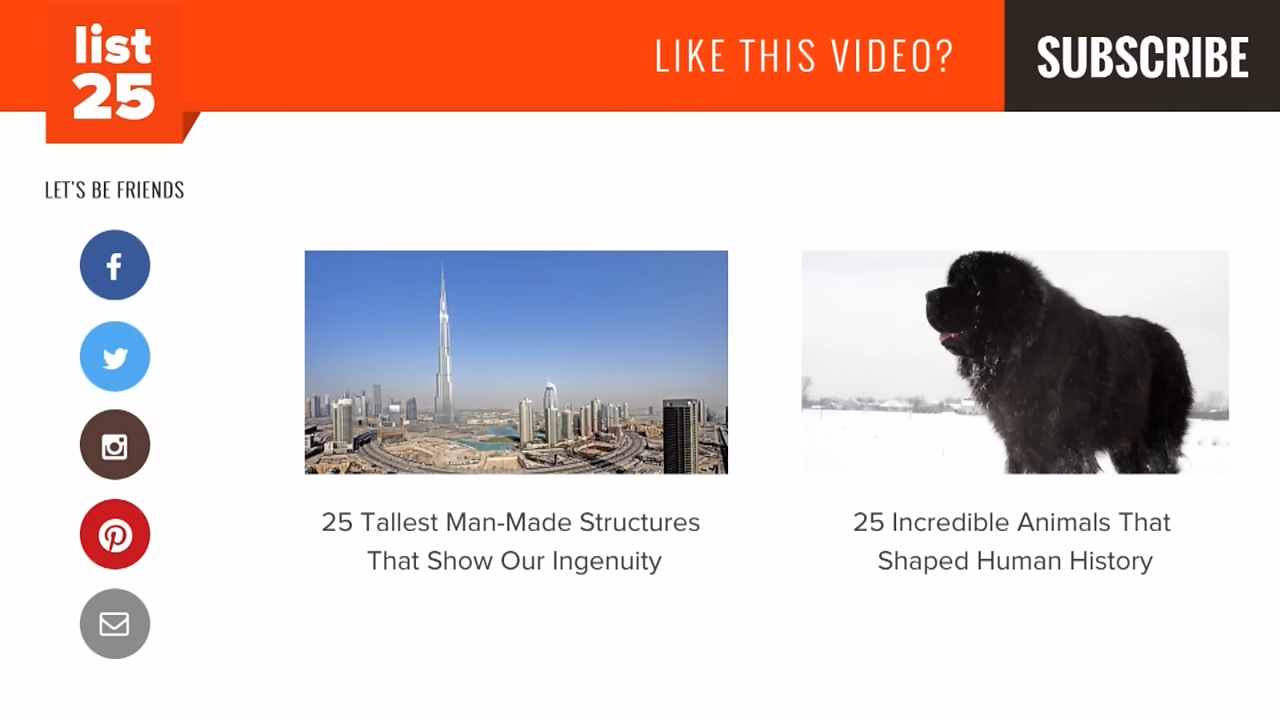 list
25
LIKE THIS VIDEO?
SUBSCRIBE
LET'S BE FRIENDS
25 Tallest Man-Made Structures
That Show Our Ingenuity
25 Incredible Animals That
Shaped Human History